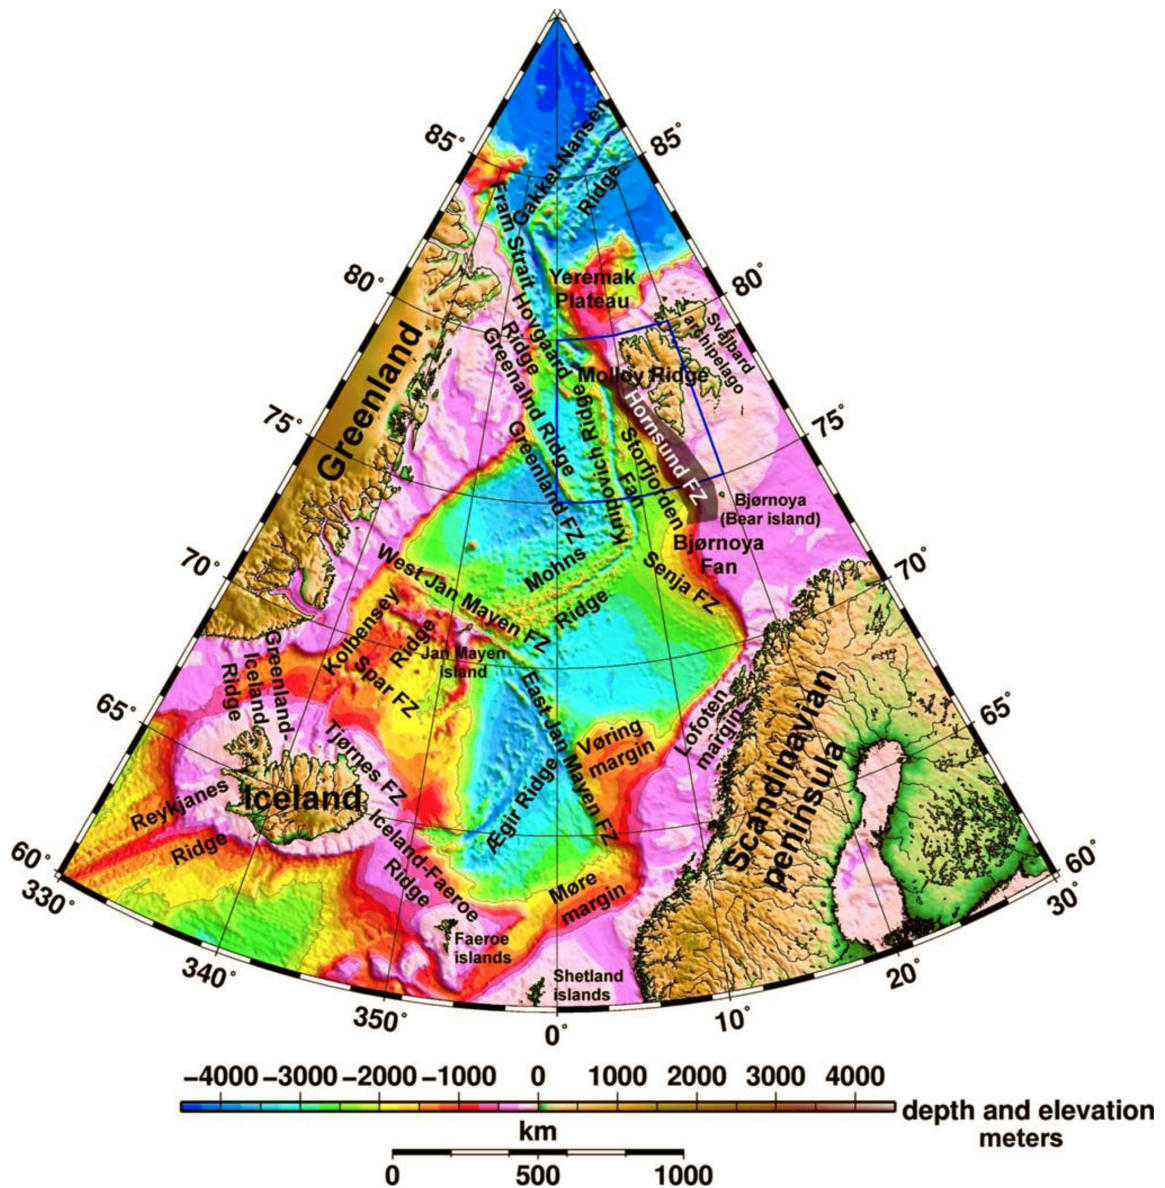 85°
85°
Gakkel-Nansen
Ridge
Fram Strait
80°
80°
Yeremak
Plateau
Svalbard
archipelago
Hovgaard
Ridge
Greenalnd Ridge
Molloy Ridge
Greenland
Hornsund FZ
Knipovich Ridge
Storfjorden
Fan
75°
75°
Greenland FZ
Bjørnoya
(Bear island)
Bjørnoya
Fan
Mohns
Ridge
Senja FZ
70°
70°
West Jan Mayen FZ
Kolbensey
Ridge
Jan Mayen
island
Spar FZ
Greenland-
Iceland
Ridge
East Jan Mayen FZ
Lofoten
margin
Vøring
margin
Scandinavian
peninsula
65°
65°
Tjørnes FZ
Iceland
Reykjanes
Ridge
Ægir Ridge
Iceland-Faeroe
Ridge
Møre
margin
Faeroe
islands
Shetland
islands
60°
60°
330°
340°
350°
0°
10°
20°
30°
−4000 −3000 −2000 −1000 0 1000 2000 3000 4000
depth and elevation
meters
km
0 500 1000